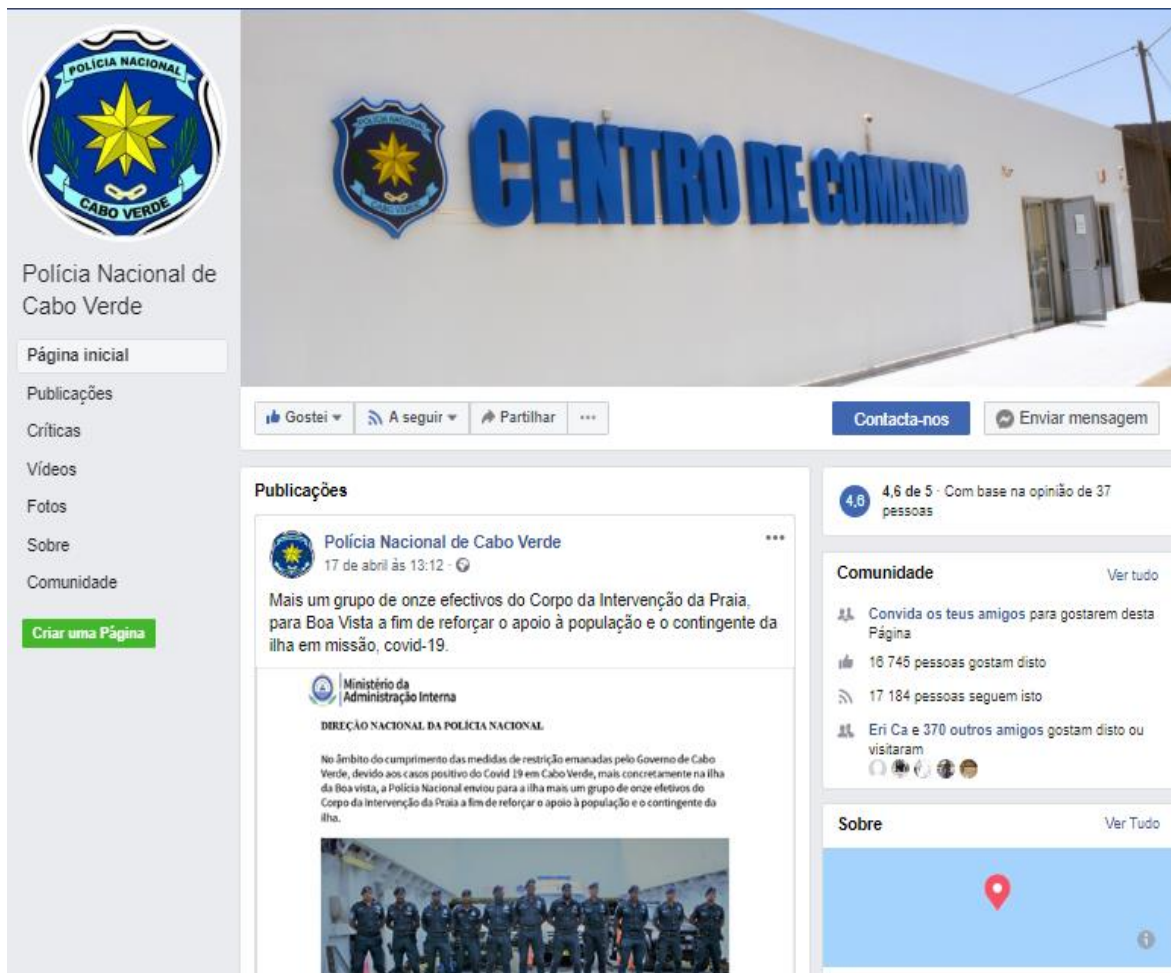 POLÍCIA NACIONAL
CABO VERDE
Polícia Nacional de
Cabo Verde
Página inicial
Publicações
Críticas
Vídeos
Fotos
Sobre
Comunidade
Criar uma Página
POLÍCIA NACIONAL
CABO VERDE
CENTRO DE COMANDO
Gostei
A seguir
Partilhar
Contacta-nos
Enviar mensagem
Publicações
Polícia Nacional de Cabo Verde
17 de abril às 13:12 ·
Mais um grupo de onze efectivos do Corpo da Intervenção da Praia,
para Boa Vista a fim de reforçar o apoio à população e o contingente da
ilha em missão, covid-19.
Ministério da
Administração Interna
DIREÇÃO NACIONAL DA POLÍCIA NACIONAL
No âmbito do cumprimento das medidas de restrição emanadas pelo Governo de Cabo
Verde, devido aos casos positivo do Covid 19 em Cabo Verde, mais concretamente na ilha
da Boa vista, a Polícia Nacional enviou para a ilha mais um grupo de onze efetivos do
Corpo da Intervenção da Praia a fim de reforçar o apoio à população e o contingente da
ilha.
4,6
4,6 de 5 · Com base na opinião de 37
pessoas
Comunidade
Ver tudo
Convida os teus amigos para gostarem desta
Página
16 745 pessoas gostam disto
17 184 pessoas seguem isto
Eri Ca e 370 outros amigos gostam disto ou
visitaram
Sobre
Ver Tudo